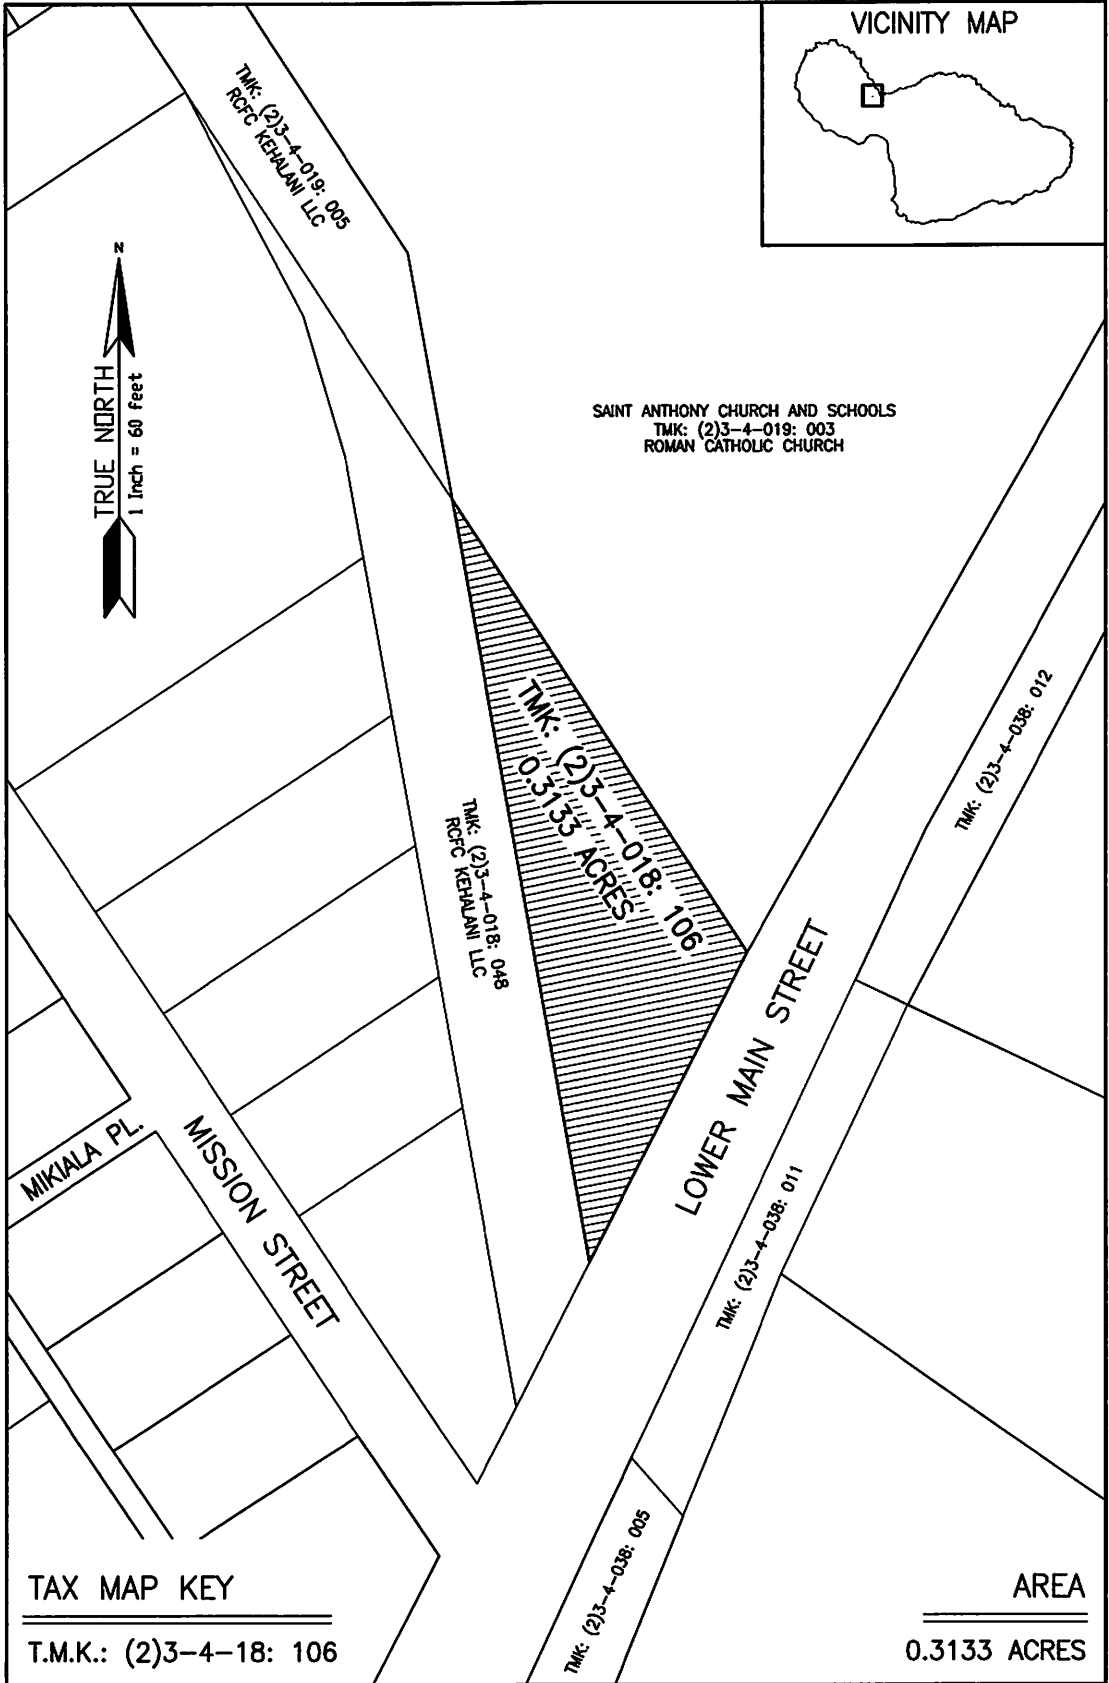 VICINITY MAP
TMK: (2)3-4-019: 005
RCFC KEHALANI LLC
N
TRUE NORTH
1 Inch = 60 feet
SAINT ANTHONY CHURCH AND SCHOOLS
TMK: (2)3-4-019: 003
ROMAN CATHOLIC CHURCH
TMK: (2)3-4-018: 106
0.3133 ACRES
TMK: (2)3-4-038: 012
TMK: (2)3-4-018: 048
RCFC KEHALANI LLC
LOWER MAIN STREET
MIKIALA PL.
MISSION STREET
TMK: (2)3-4-038: 011
TMK: (2)3-4-038: 005
TAX MAP KEY
T.M.K.: (2)3-4-18: 106
AREA
0.3133 ACRES